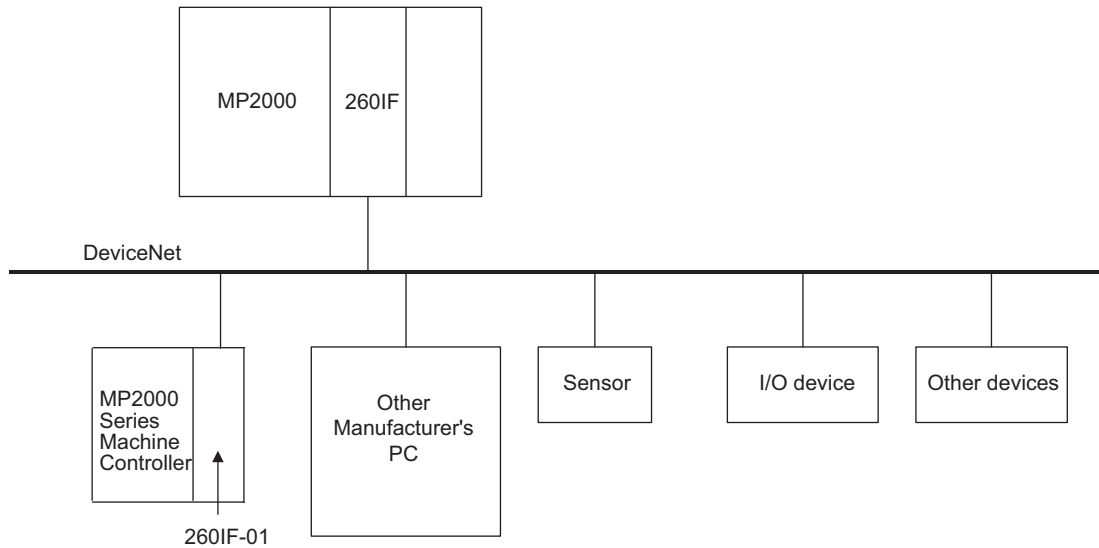 MP2000
260IF
DeviceNet
MP2000
Series
Machine
Controller
260IF-01
Other
Manufacturer's
PC
Sensor
I/O device
Other devices